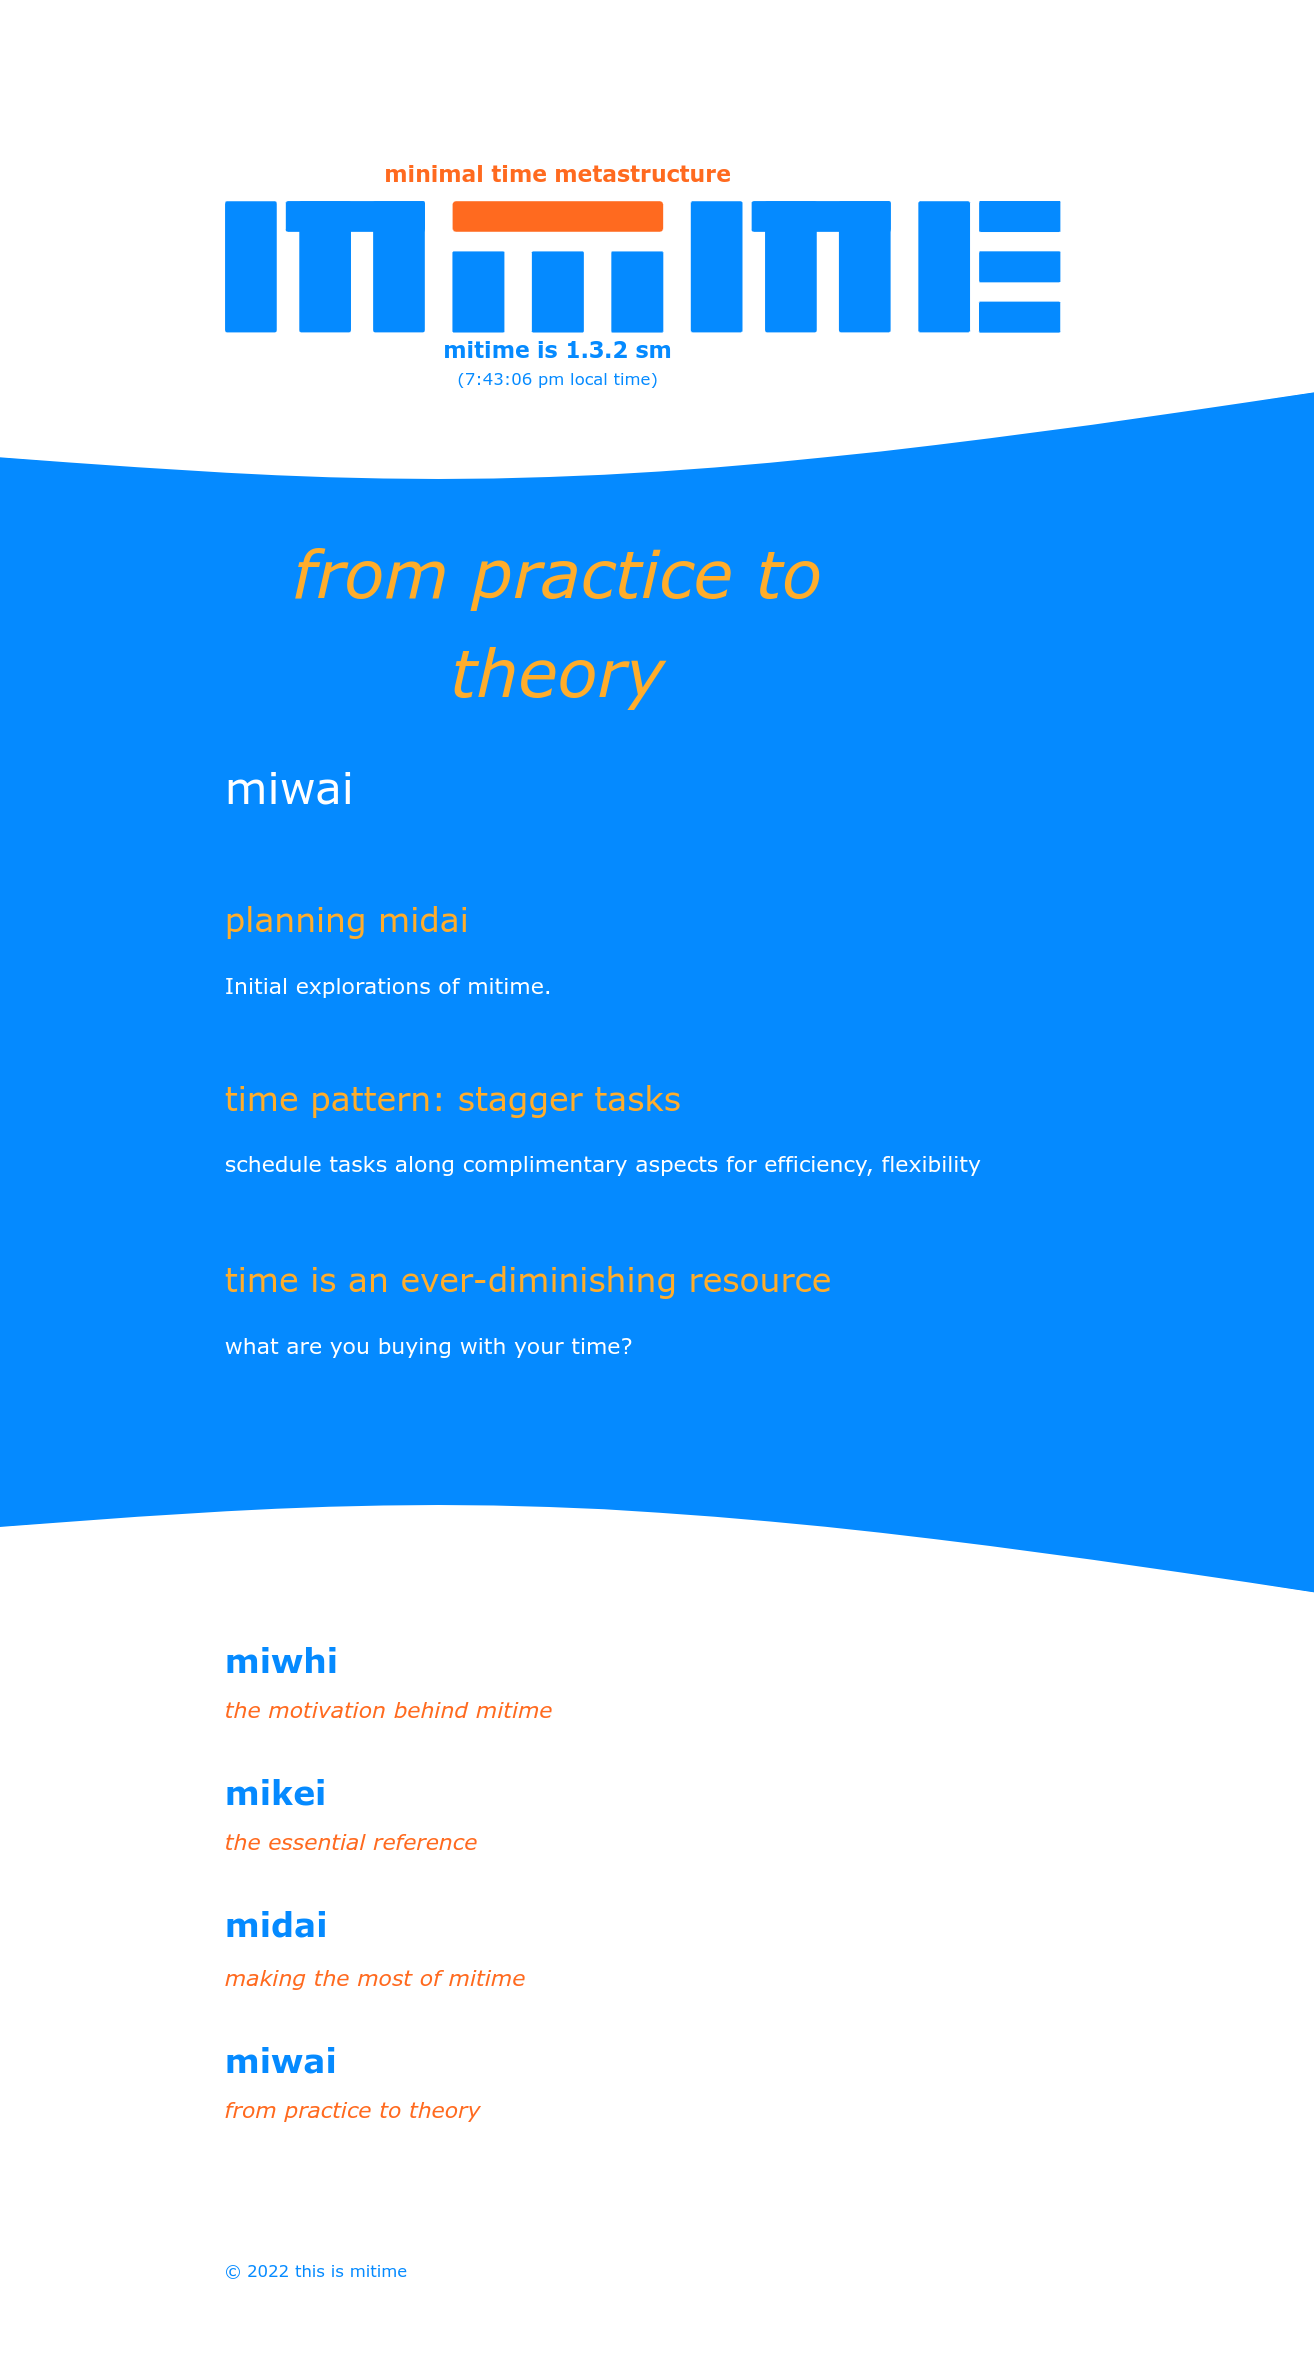 minimal time metastructure
mitime
mitime is 1.3.2 sm
(7:43:06 pm local time)
from practice to
theory
miwai
planning midai
Initial explorations of mitime.
time pattern: stagger tasks
schedule tasks along complimentary aspects for efficiency, flexibility
time is an ever-diminishing resource
what are you buying with your time?
miwhi
the motivation behind mitime
mikei
the essential reference
midai
making the most of mitime
miwai
from practice to theory
© 2022 this is mitime